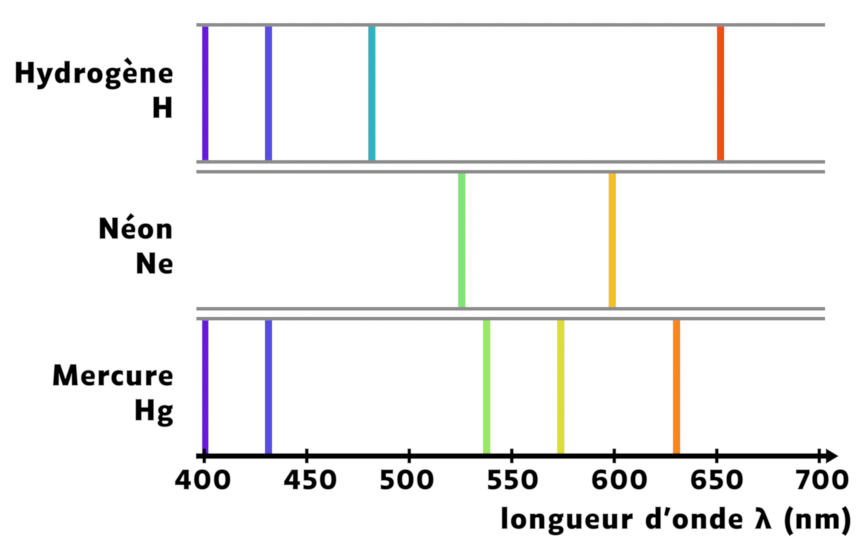 Hydrogène
H
Néon
Ne
Mercure
Hg
400 450 500 550 600 650 700
longueur d'onde λ (nm)